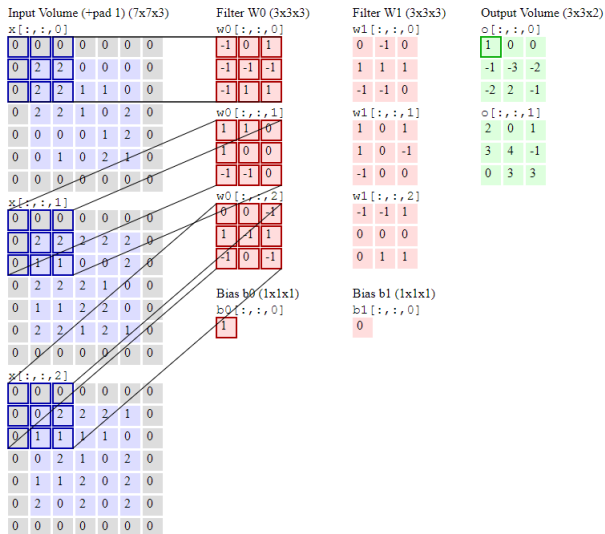 Input Volume (+pad 1) (7x7x3)
x[:,:,0]
0 0 0 0 0 0 0
0 2 2 0 0 0 0
0 2 2 1 1 0 0
0 2 2 1 0 2 0
0 0 0 0 1 2 0
0 0 1 0 2 1 0
0 0 0 0 0 0 0
x[:,:,1]
0 0 0 0 0 0 0
0 2 2 2 2 2 0
0 1 1 0 0 2 0
0 2 2 2 1 0 0
0 1 1 2 2 0 0
0 2 2 1 2 1 0
0 0 0 0 0 0 0
x[:,:,2]
0 0 0 0 0 0 0
0 0 2 2 2 1 0
0 1 1 1 1 0 0
0 0 2 1 0 2 0
0 1 1 2 0 2 0
0 2 0 2 0 2 0
0 0 0 0 0 0 0
Filter W0 (3x3x3)
w0[:,:,0]
-1 0 1
-1 -1 -1
-1 1 1
w0[:,:,1]
1 1 0
1 0 0
-1 -1 0
w0[:,:,2]
0 0 -1
1 -1 1
-1 0 -1
Bias b0 (1x1x1)
b0[:,:,0]
1
Filter W1 (3x3x3)
w1[:,:,0]
0 -1 0
1 1 1
-1 -1 0
w1[:,:,1]
1 0 1
1 0 -1
-1 0 0
w1[:,:,2]
-1 -1 1
0 0 0
0 1 1
Bias b1 (1x1x1)
b1[:,:,0]
0
Output Volume (3x3x2)
o[:,:,0]
1 0 0
-1 -3 -2
-2 2 -1
o[:,:,1]
2 0 1
3 4 -1
0 3 3